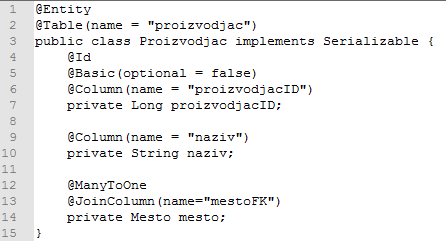 1 @Entity
2 @Table(name = "proizvodjac")
3 public class Proizvodjac implements Serializable {
4     @Id
5     @Basic(optional = false)
6     @Column(name = "proizvodjacID")
7     private Long proizvodjacID;
8
9     @Column(name = "naziv")
10     private String naziv;
11
12     @ManyToOne
13     @JoinColumn(name="mestoFK")
14     private Mesto mesto;
15 }